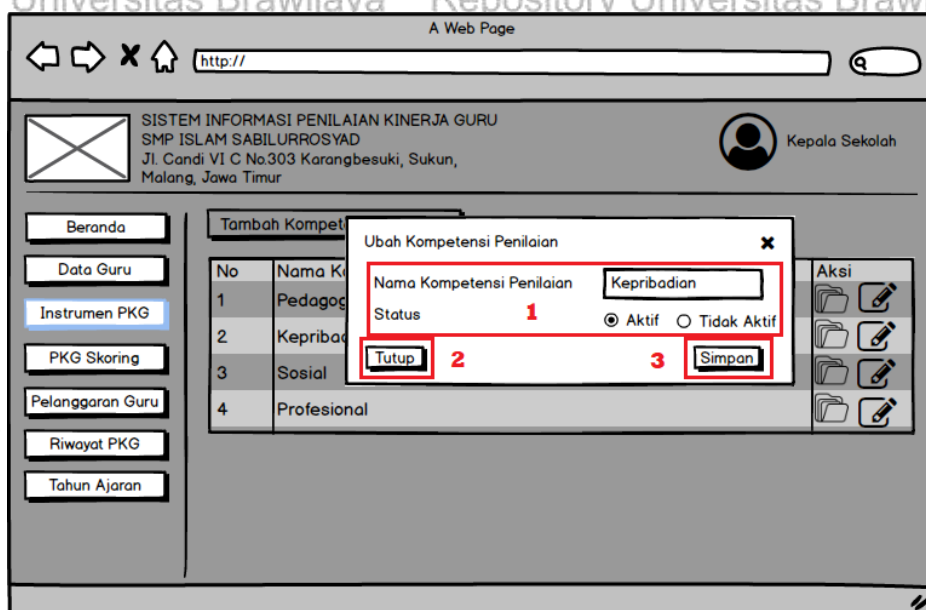 Universitas Brawijaya Repository Universitas Braw
A Web Page
http://
SISTEM INFORMASI PENILAIAN KINERJA GURU
SMP ISLAM SABILURROSYAD
Jl. Candi VI C No.303 Karangbesuki, Sukun,
Malang, Jawa Timur
Kepala Sekolah
Beranda
Data Guru
Instrumen PKG
PKG Skoring
Pelanggaran Guru
Riwayat PKG
Tahun Ajaran
Tambah Kompet
No Nama Ko Aksi
1 Pedagog
2 Kepribad
3 Sosial
4 Profesional
Ubah Kompetensi Penilaian
Nama Kompetensi Penilaian Kepribadian
Status 1 Aktif Tidak Aktif
Tutup 2 3 Simpan